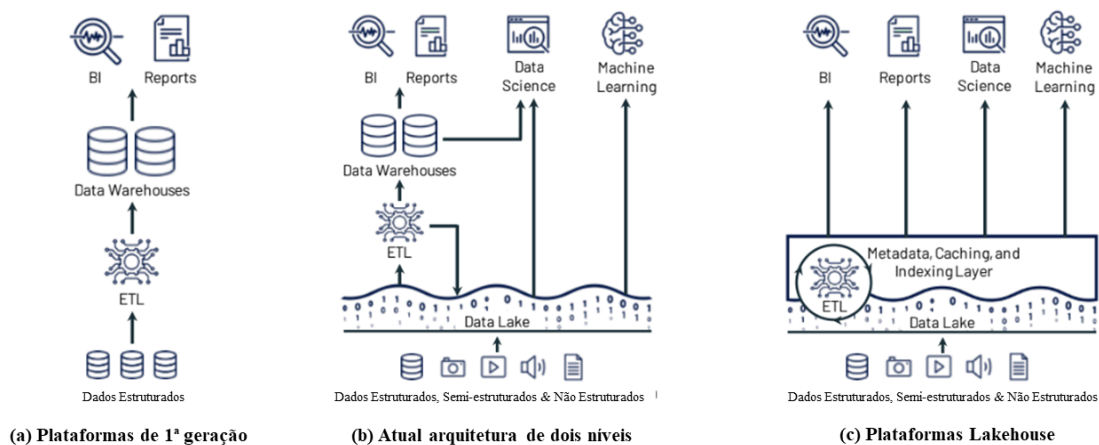 BI
Reports
Data Warehouses
ETL
Dados Estruturados
(a) Plataformas de 1ª geração
BI
Reports
Data
Science
Machine
Learning
Data Warehouses
ETL
Data Lake
Dados Estruturados, Semi-estruturados & Não Estruturados
(b) Atual arquitetura de dois níveis
BI
Reports
Data
Science
Machine
Learning
Metadata, Caching, and
Indexing Layer
ETL
Data Lake
Dados Estruturados, Semi-estruturados & Não Estruturados
(c) Plataformas Lakehouse